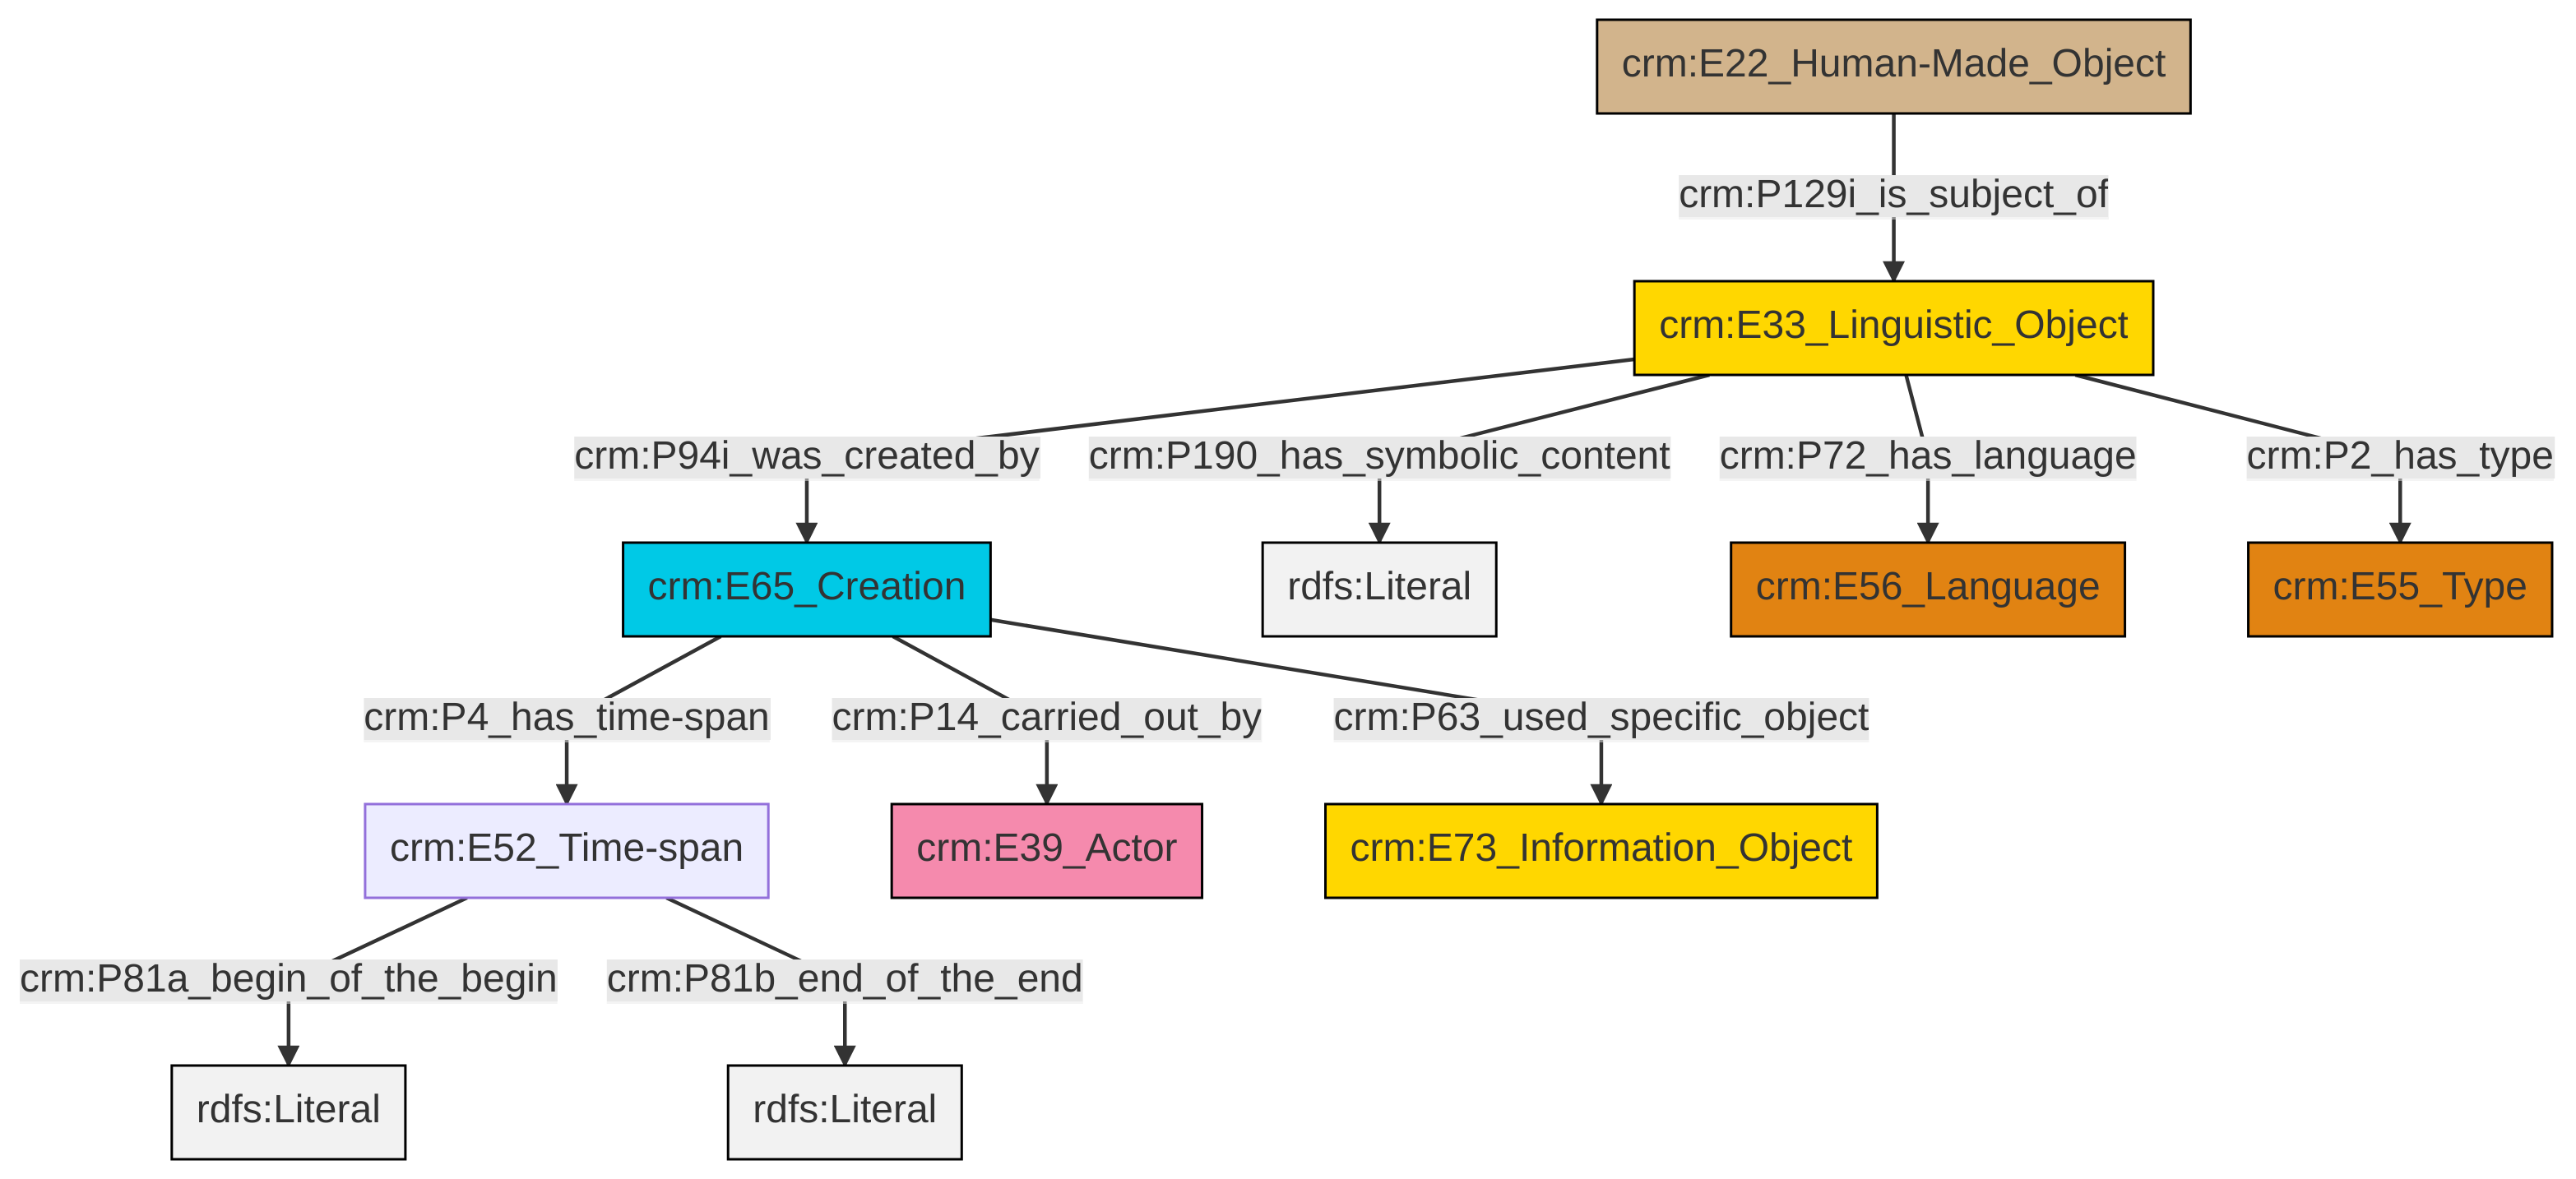 crm:E22_Human-Made_Object
crm:P129i_is_subject_of
crm:E33_Linguistic_Object
crm:P94i_was_created_by
crm:P190_has_symbolic_content
crm:P72_has_language
crm:P2_has_type
crm:E65_Creation
rdfs:Literal
crm:E56_Language
crm:E55_Type
crm:P4_has_time-span
crm:P14_carried_out_by
crm:P63_used_specific_object
crm:E52_Time-span
crm:E39_Actor
crm:E73_Information_Object
crm:P81a_begin_of_the_begin
crm:P81b_end_of_the_end
rdfs:Literal
rdfs:Literal